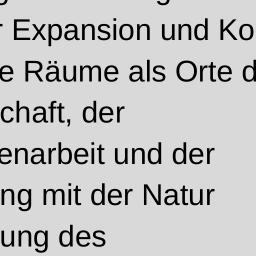 r Expansion und Ko
e Räume als Orte d
chaft, der
enarbeit und der
ng mit der Natur
ung des